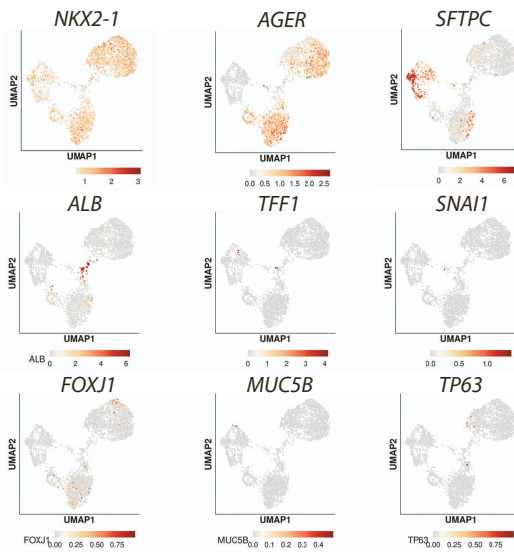 NKX2-1 AGER SFTPC
UMAP2 UMAP2 UMAP2
UMAP1 UMAP1 UMAP1
1 2 3 0.0 0.5 1.0 1.5 2.0 2.5 0 2 4 6
ALB TFF1 SNAI1
UMAP2 UMAP2 UMAP2
UMAP1 UMAP1 UMAP1
ALB 0 2 4 6 0 1 2 3 4 0.0 0.5 1.0
FOXJ1 MUC5B TP63
UMAP2 UMAP2 UMAP2
UMAP1 UMAP1 UMAP1
FOXJ1 0.00 0.25 0.50 0.75 MUC5B 0.0 0.1 0.2 0.3 0.4 TP63 0.00 0.25 0.50 0.75